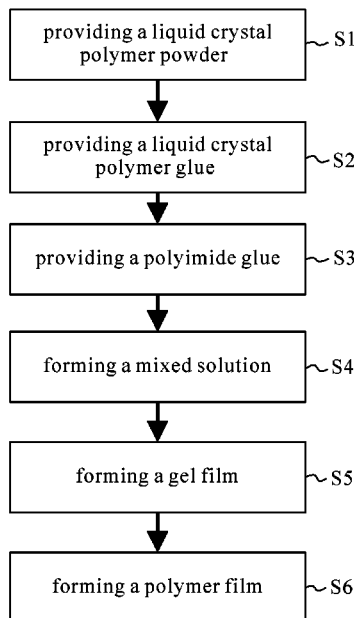 providing a liquid crystal
polymer powder
S1
providing a liquid crystal
polymer glue
S2
providing a polyimide glue
S3
forming a mixed solution
S4
forming a gel film
S5
forming a polymer film
S6